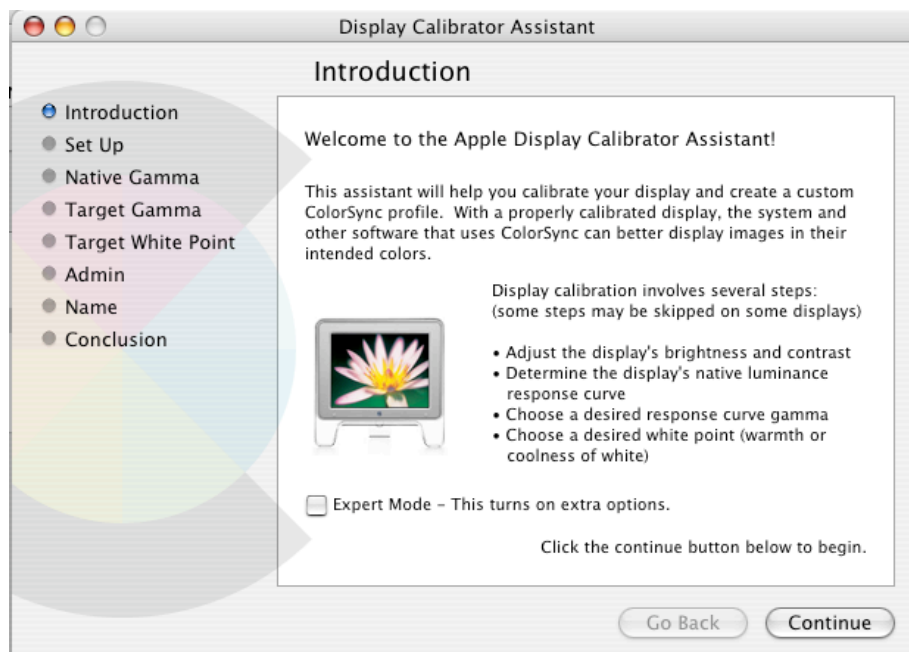 Display Calibrator Assistant
Introduction
Introduction
Set Up
Native Gamma
Target Gamma
Target White Point
Admin
Name
Conclusion
Welcome to the Apple Display Calibrator Assistant!
This assistant will help you calibrate your display and create a custom
ColorSync profile.  With a properly calibrated display, the system and
other software that uses ColorSync can better display images in their
intended colors.
Display calibration involves several steps:
(some steps may be skipped on some displays)
• Adjust the display's brightness and contrast
• Determine the display's native luminance
response curve
• Choose a desired response curve gamma
• Choose a desired white point (warmth or
coolness of white)
Expert Mode – This turns on extra options.
Click the continue button below to begin.
Go Back
Continue